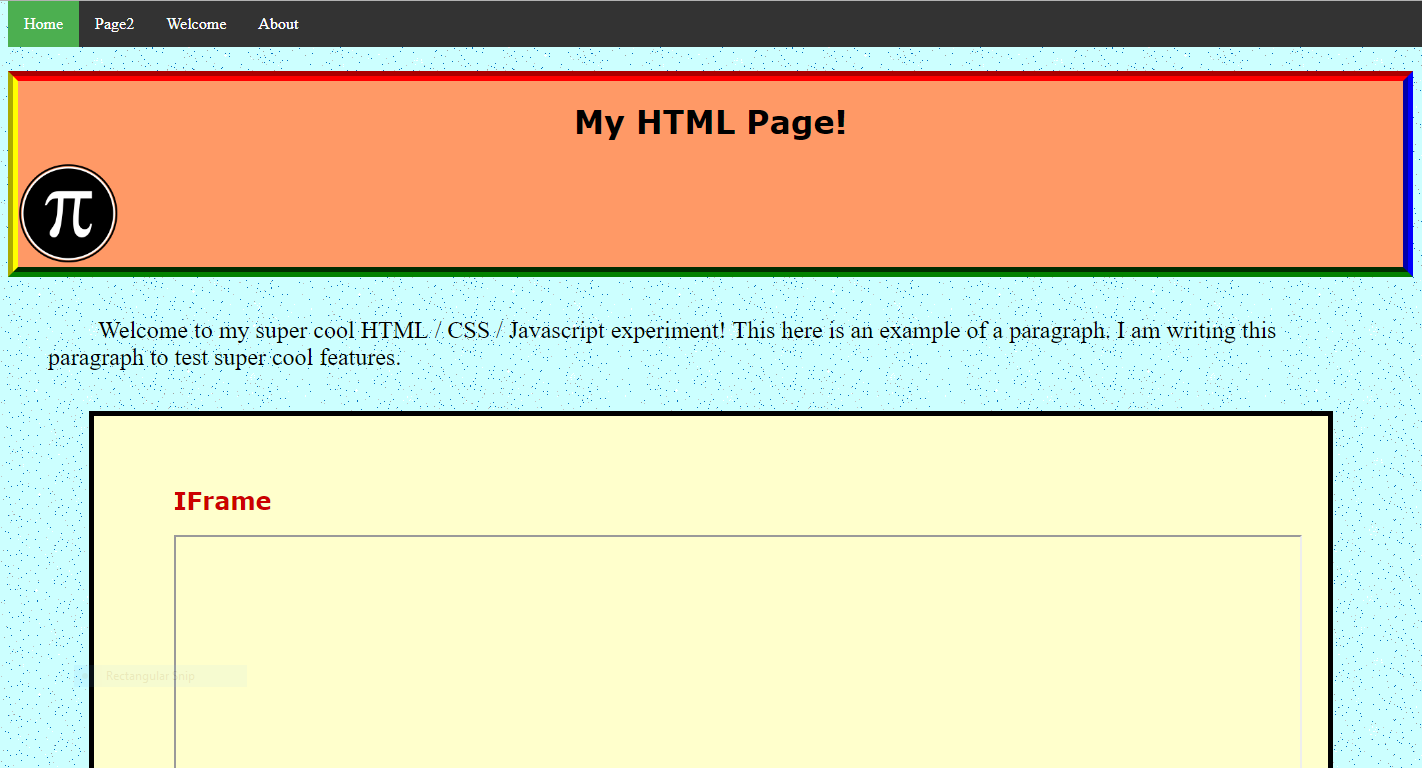 Home Page2 Welcome About
My HTML Page!
π
Welcome to my super cool HTML / CSS / Javascript experiment! This here is an example of a paragraph. I am writing this
paragraph to test super cool features.
IFrame
Rectangular Snip